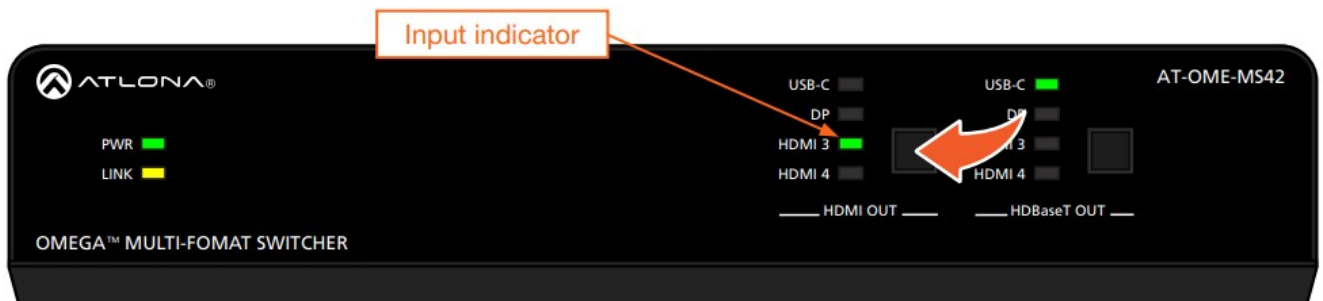 Input indicator
ATLONA®
AT-OME-MS42
USB-C
DP
HDMI 3
HDMI 4
HDMI OUT
USB-C
DP
I 3
HDMI 4
HDBaseT OUT
PWR
LINK
OMEGA™ MULTI-FOMAT SWITCHER